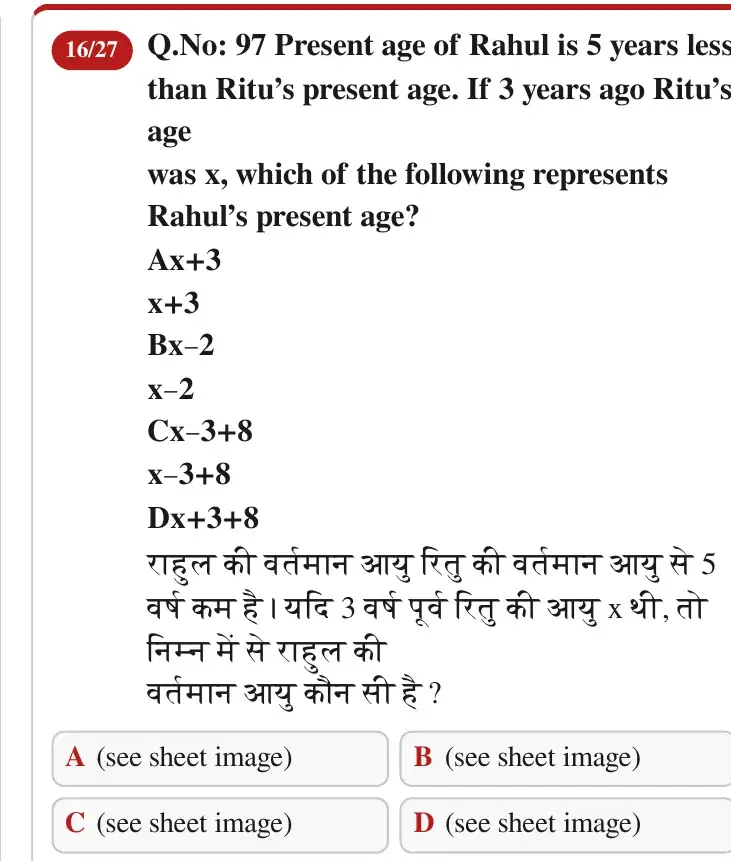 16/27 Q.No: 97 Present age of Rahul is 5 years less
than Ritu’s present age. If 3 years ago Ritu’s
age
was x, which of the following represents
Rahul’s present age?
Ax+3
x+3
Bx−2
x−2
Cx−3+8
x−3+8
Dx+3+8
राहुल की वर्तमान आयु रितु की वर्तमान आयु से 5
वर्ष कम है। यदि 3 वर्ष पूर्व रितु की आयु x थी, तो
निम्न में से राहुल की
वर्तमान आयु कौन सी है ?
A (see sheet image) B (see sheet image)
C (see sheet image) D (see sheet image)